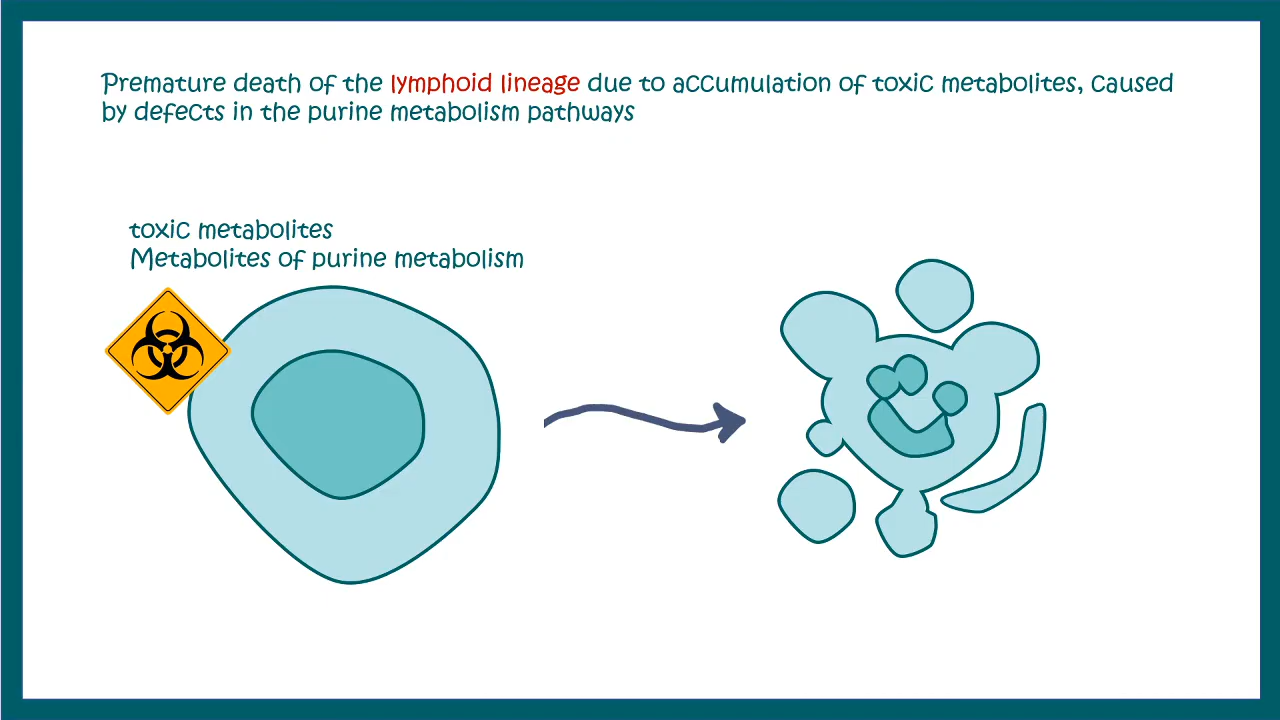 Premature death of the lymphoid lineage due to accumulation of toxic metabolites, caused
by defects in the purine metabolism pathways
toxic metabolites
Metabolites of purine metabolism